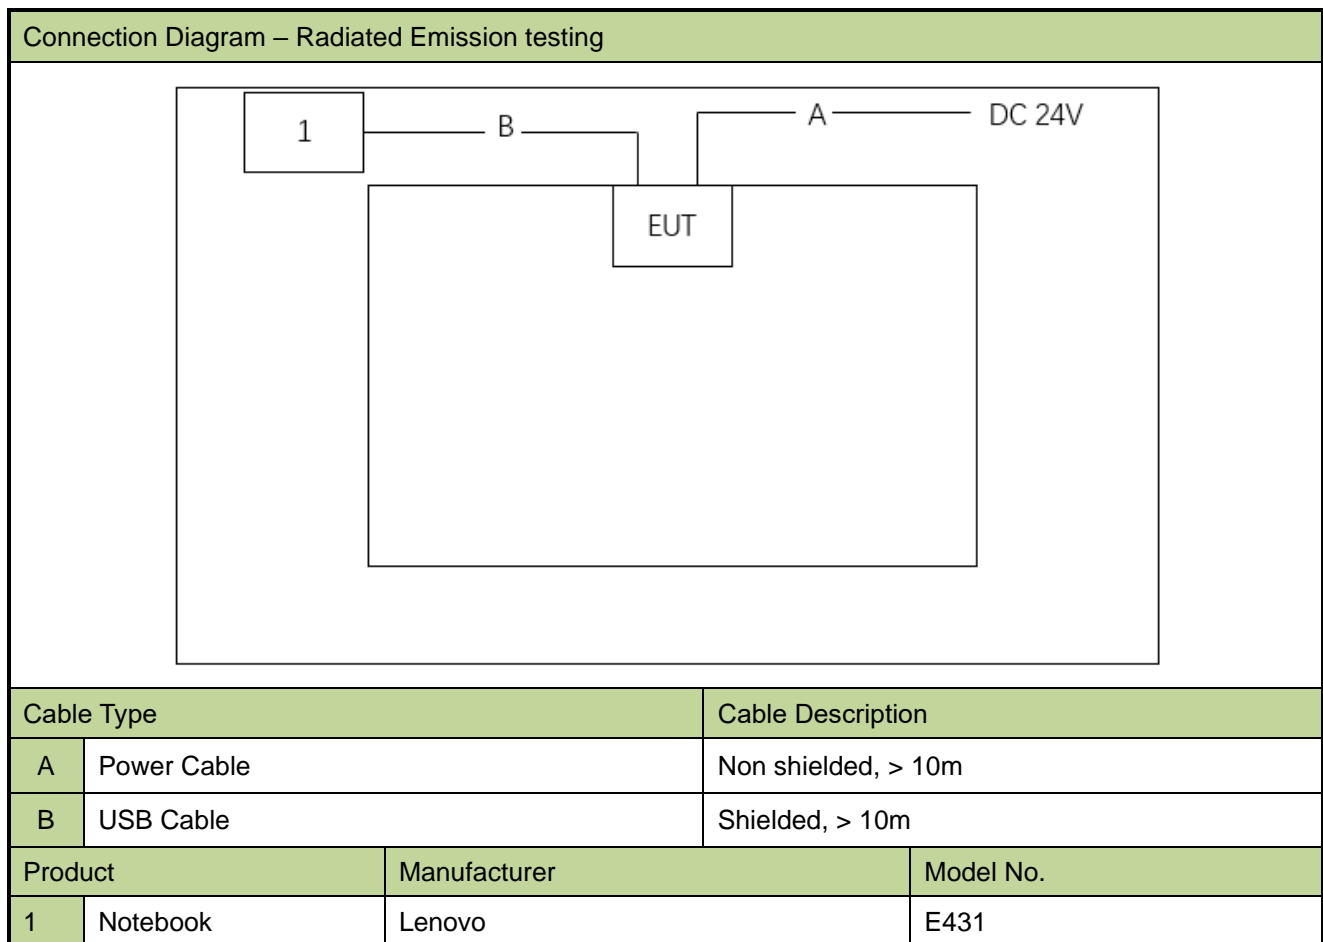 Connection Diagram – Radiated Emission testing
1 B A DC 24V
EUT
Cable Type Cable Description
A Power Cable Non shielded, > 10m
B USB Cable Shielded, > 10m
Product Manufacturer Model No.
1 Notebook Lenovo E431